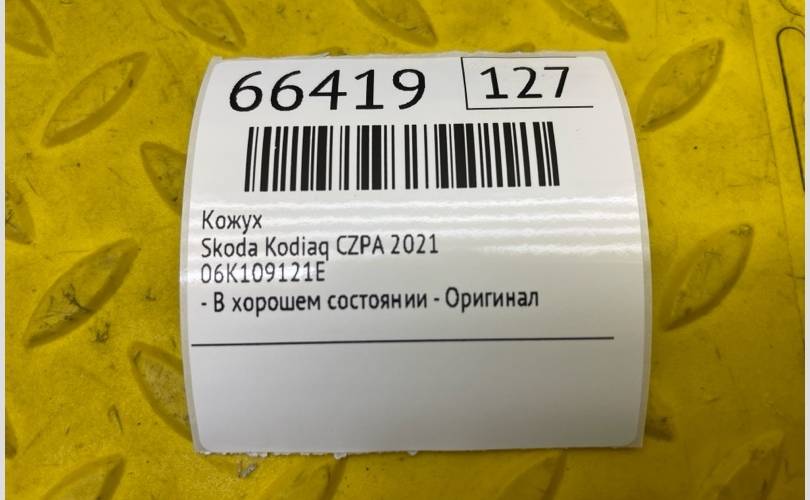 66419 127
Кожух
Skoda Kodiaq CZPA 2021
06K109121E
- В хорошем состоянии - Оригинал